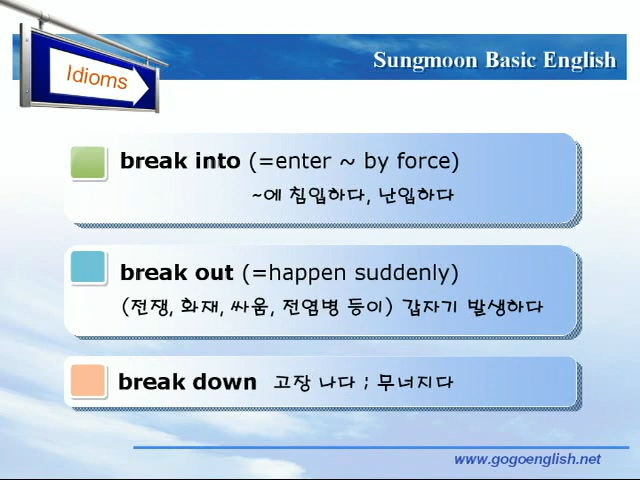 Idioms
Sungmoon Basic English
break into (=enter ~ by force)
~에 침입하다, 난입하다
break out (=happen suddenly)
(전쟁, 화재, 싸움, 전염병 등이) 갑자기 발생하다
break down 고장 나다 ; 무너지다
www.gogoenglish.net